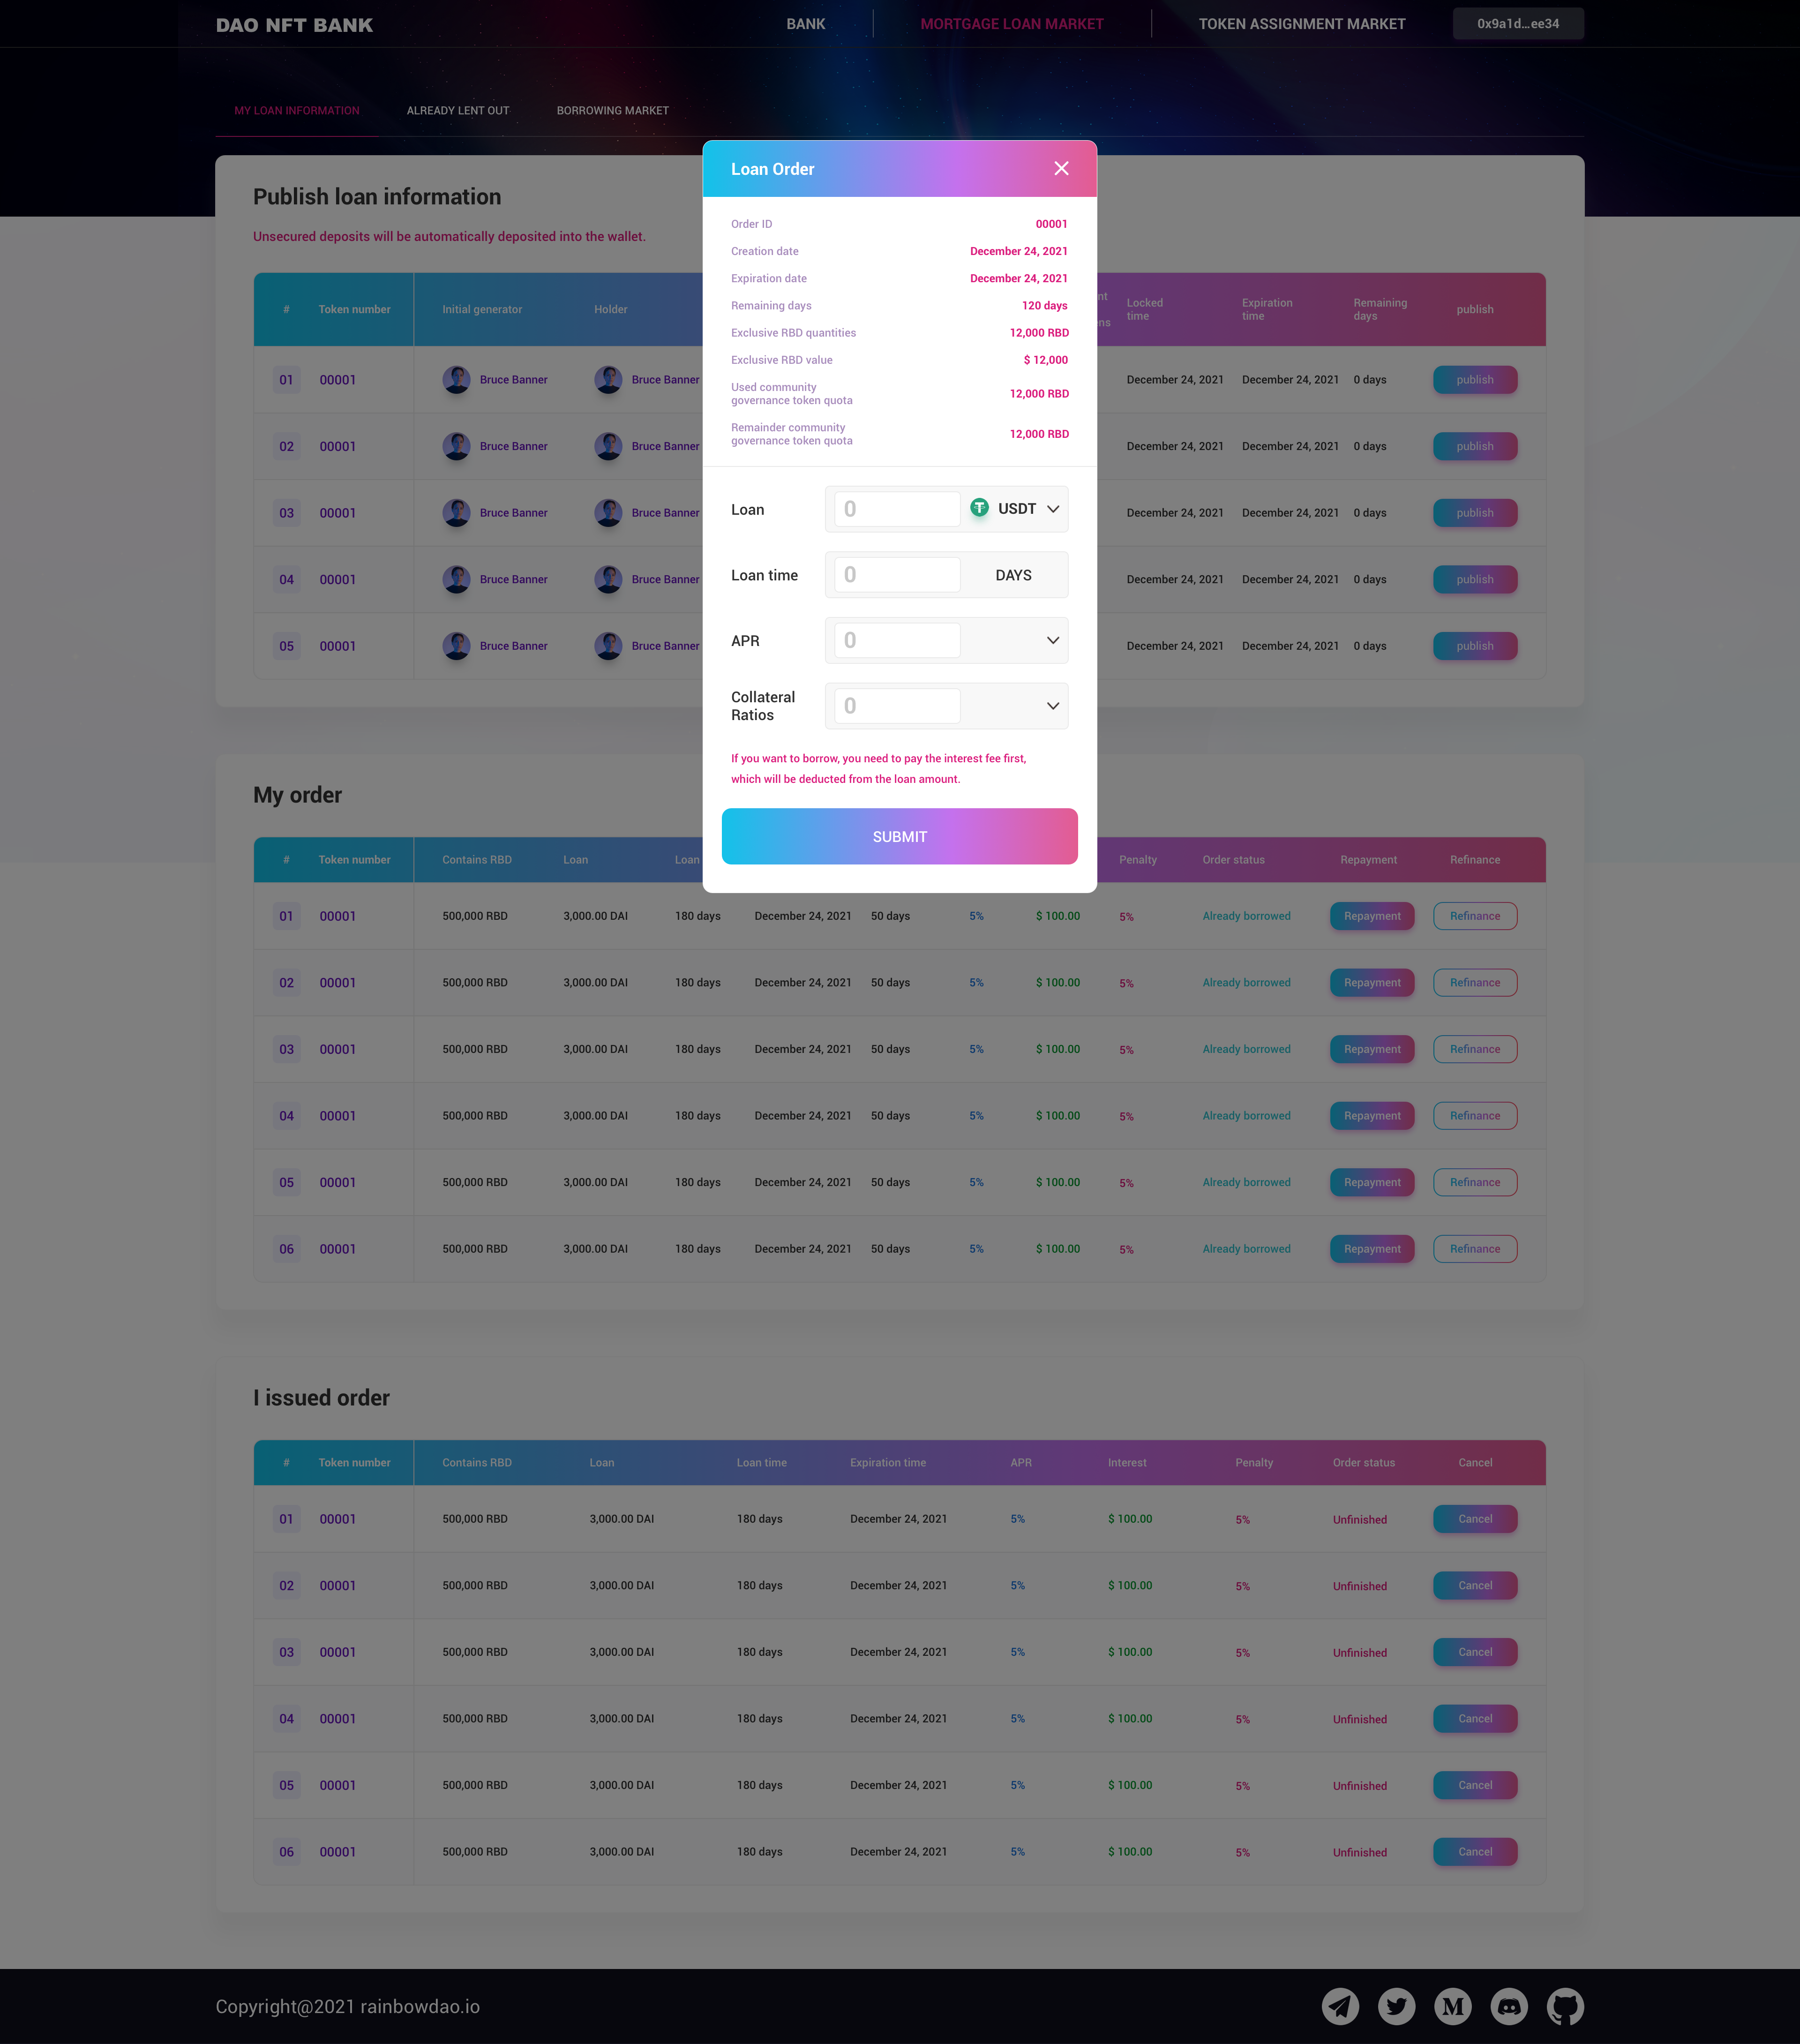 DAO NFT BANK
BANK
MORTGAGE LOAN MARKET
TOKEN ASSIGNMENT MARKET
0x9a1d...ee34
MY LOAN INFORMATION
ALREADY LENT OUT
BORROWING MARKET
Publish loan information
Unsecured deposits will be automatically deposited into the wallet.
# Token number Initial generator Holder Locked time Expiration time Remaining days publish
01 00001 Bruce Banner Bruce Banner December 24, 2021 December 24, 2021 0 days publish
02 00001 Bruce Banner Bruce Banner December 24, 2021 December 24, 2021 0 days publish
03 00001 Bruce Banner Bruce Banner December 24, 2021 December 24, 2021 0 days publish
04 00001 Bruce Banner Bruce Banner December 24, 2021 December 24, 2021 0 days publish
05 00001 Bruce Banner Bruce Banner December 24, 2021 December 24, 2021 0 days publish
Loan Order
Order ID 00001
Creation date December 24, 2021
Expiration date December 24, 2021
Remaining days 120 days
Exclusive RBD quantities 12,000 RBD
Exclusive RBD value $ 12,000
Used community
governance token quota 12,000 RBD
Remainder community
governance token quota 12,000 RBD
Loan 0 USDT
Loan time 0 DAYS
APR 0
Collateral
Ratios 0
If you want to borrow, you need to pay the interest fee first,
which will be deducted from the loan amount.
SUBMIT
My order
# Token number Contains RBD Loan Loan Penalty Order status Repayment Refinance
01 00001 500,000 RBD 3,000.00 DAI 180 days December 24, 2021 50 days 5% $ 100.00 5% Already borrowed Repayment Refinance
02 00001 500,000 RBD 3,000.00 DAI 180 days December 24, 2021 50 days 5% $ 100.00 5% Already borrowed Repayment Refinance
03 00001 500,000 RBD 3,000.00 DAI 180 days December 24, 2021 50 days 5% $ 100.00 5% Already borrowed Repayment Refinance
04 00001 500,000 RBD 3,000.00 DAI 180 days December 24, 2021 50 days 5% $ 100.00 5% Already borrowed Repayment Refinance
05 00001 500,000 RBD 3,000.00 DAI 180 days December 24, 2021 50 days 5% $ 100.00 5% Already borrowed Repayment Refinance
06 00001 500,000 RBD 3,000.00 DAI 180 days December 24, 2021 50 days 5% $ 100.00 5% Already borrowed Repayment Refinance
I issued order
# Token number Contains RBD Loan Loan time Expiration time APR Interest Penalty Order status Cancel
01 00001 500,000 RBD 3,000.00 DAI 180 days December 24, 2021 5% $ 100.00 5% Unfinished Cancel
02 00001 500,000 RBD 3,000.00 DAI 180 days December 24, 2021 5% $ 100.00 5% Unfinished Cancel
03 00001 500,000 RBD 3,000.00 DAI 180 days December 24, 2021 5% $ 100.00 5% Unfinished Cancel
04 00001 500,000 RBD 3,000.00 DAI 180 days December 24, 2021 5% $ 100.00 5% Unfinished Cancel
05 00001 500,000 RBD 3,000.00 DAI 180 days December 24, 2021 5% $ 100.00 5% Unfinished Cancel
06 00001 500,000 RBD 3,000.00 DAI 180 days December 24, 2021 5% $ 100.00 5% Unfinished Cancel
Copyright@2021 rainbowdao.io